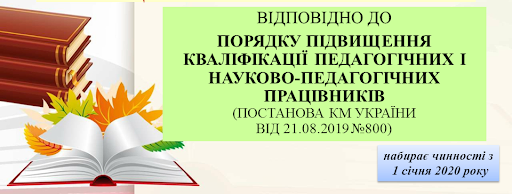 ВІДПОВІДНО ДО
ПОРЯДКУ ПІДВИЩЕННЯ
КВАЛІФІКАЦІЇ ПЕДАГОГІЧНИХ І
НАУКОВО-ПЕДАГОГІЧНИХ
ПРАЦІВНИКІВ
(ПОСТАНОВА КМ УКРАЇНИ
ВІД 21.08.2019 №800)
набирає чинності з
1 січня 2020 року